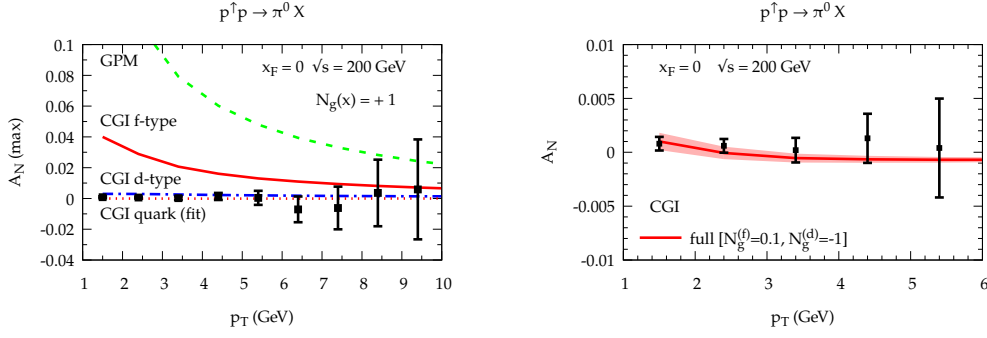 p↑p → π⁰ X
0.1
0.08
0.06
0.04
0.02
0
-0.02
-0.04
A_N (max)
GPM
x_F = 0 √s = 200 GeV
N_g(x) = + 1
CGI f-type
CGI d-type
CGI quark (fit)
1 2 3 4 5 6 7 8 9 10
p_T (GeV)
p↑p → π⁰ X
0.01
0.005
0
-0.005
-0.01
A_N
x_F = 0 √s = 200 GeV
CGI
full [N_g^(f)=0.1, N_g^(d)=-1]
1 2 3 4 5 6
p_T (GeV)